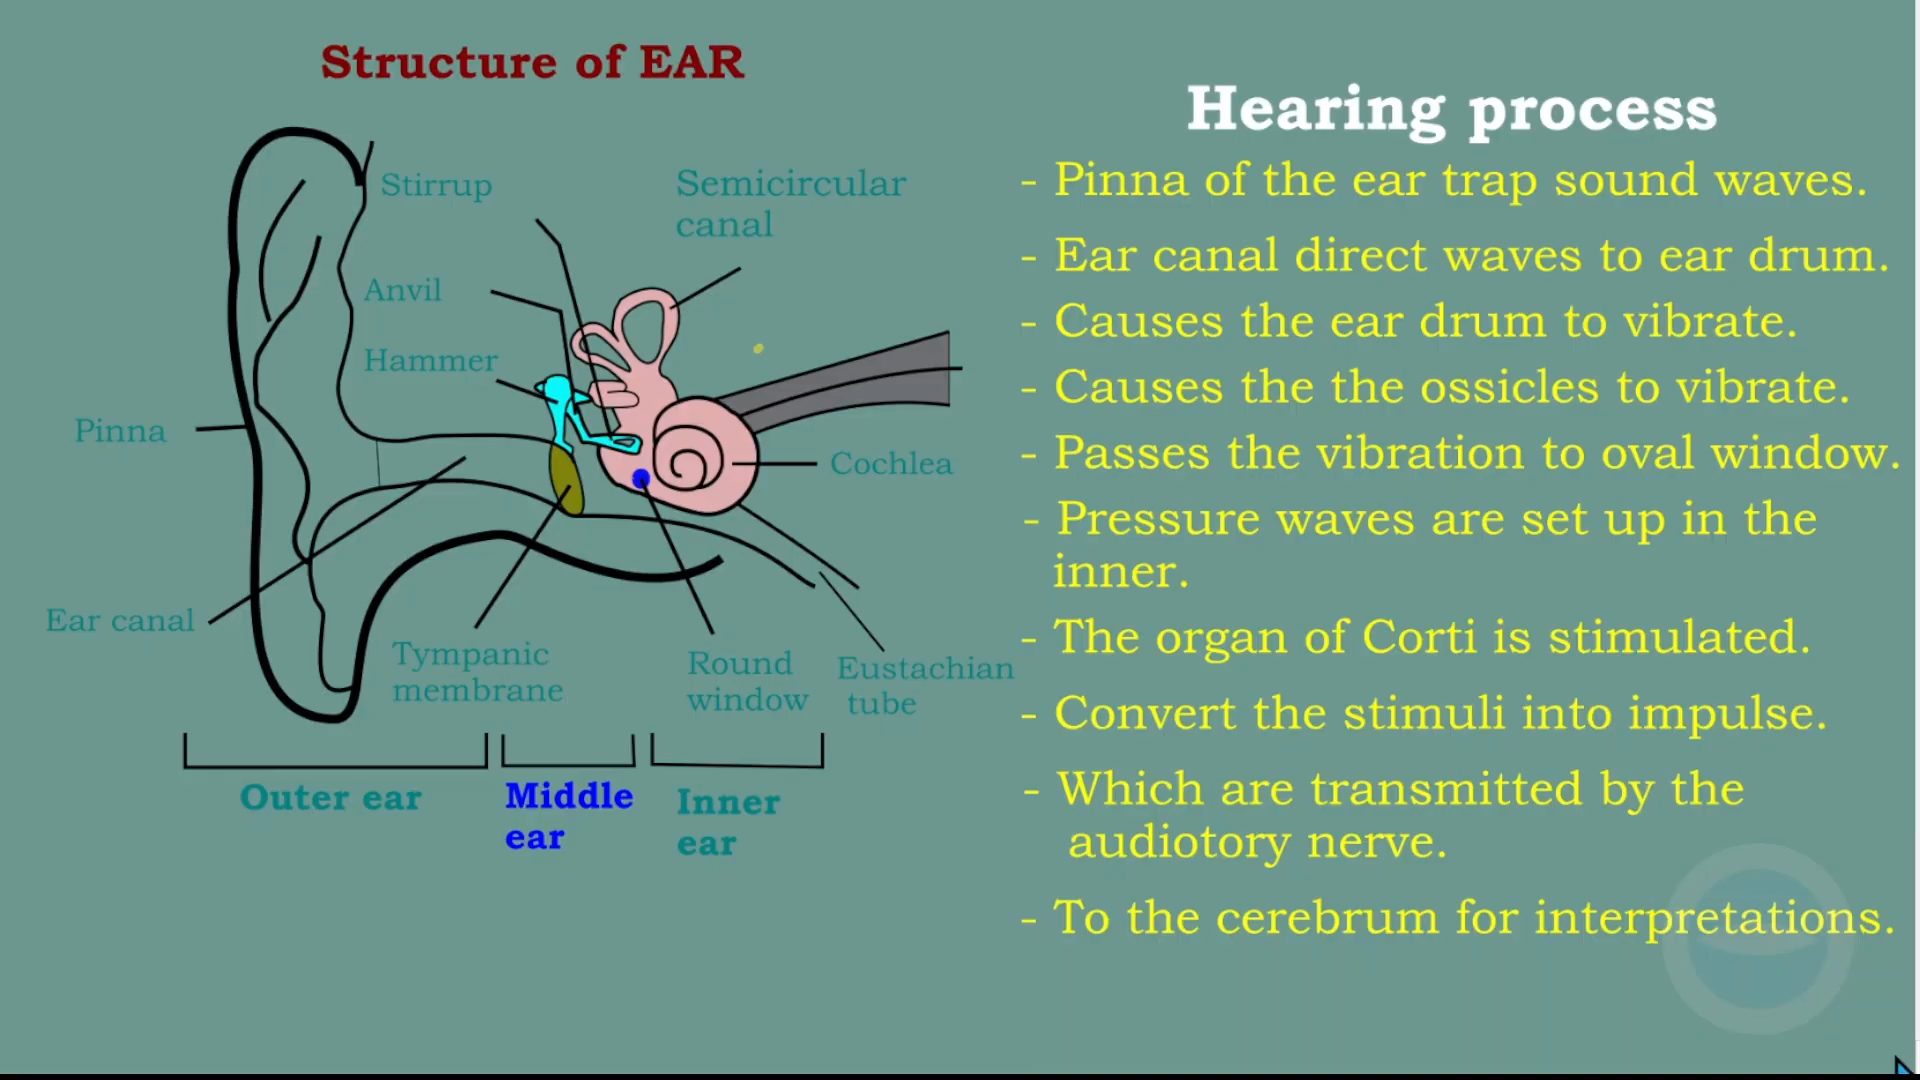 Structure of EAR
Stirrup
Semicircular
canal
Anvil
Hammer
Pinna
Cochlea
Ear canal
Tympanic
membrane
Round
window
Eustachian
tube
Outer ear
Middle
ear
Inner
ear
Hearing process
- Pinna of the ear trap sound waves.
- Ear canal direct waves to ear drum.
- Causes the ear drum to vibrate.
- Causes the the ossicles to vibrate.
- Passes the vibration to oval window.
- Pressure waves are set up in the
inner.
- The organ of Corti is stimulated.
- Convert the stimuli into impulse.
- Which are transmitted by the
audiotory nerve.
- To the cerebrum for interpretations.